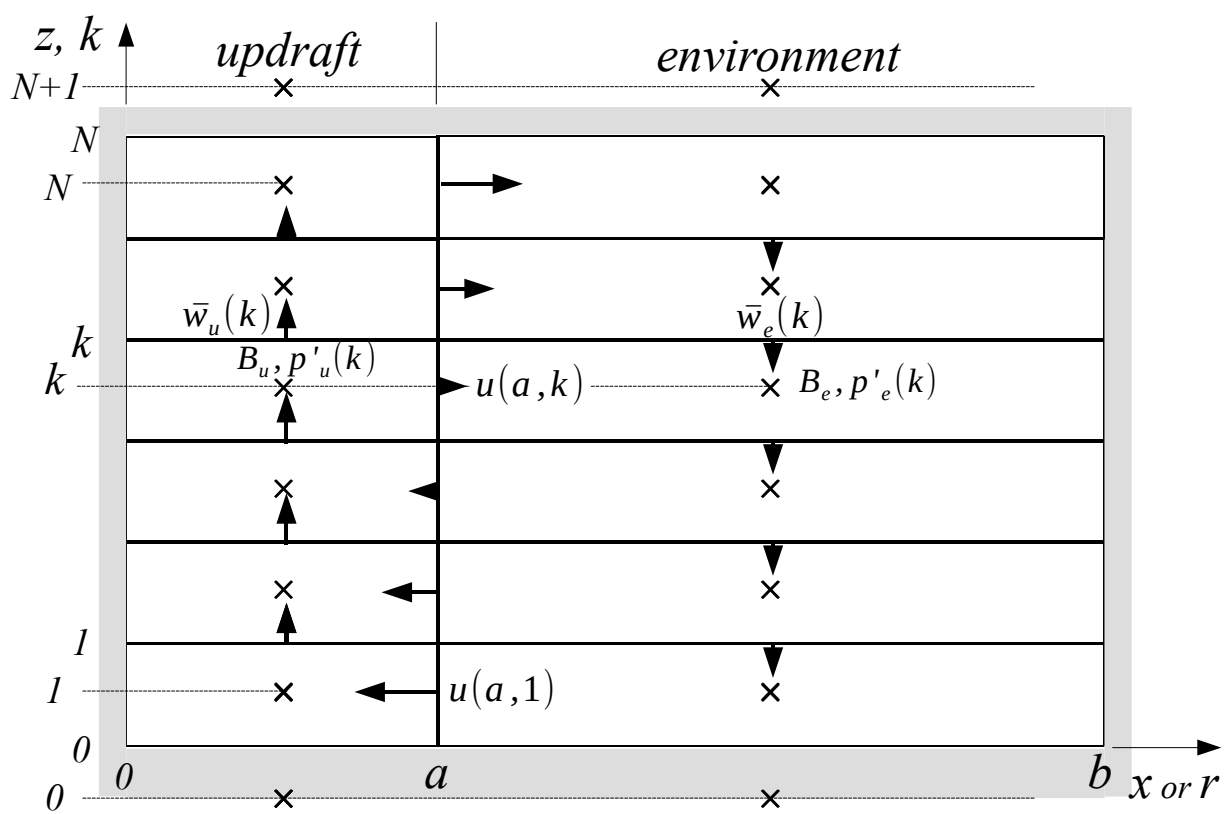 z, k
updraft
environment
N+1
N
N
w̄_u(k)
w̄_e(k)
k
B_u, p'_u(k)
k
u(a,k)
B_e, p'_e(k)
1
1
u(a,1)
0
0
a
b
x or r
0